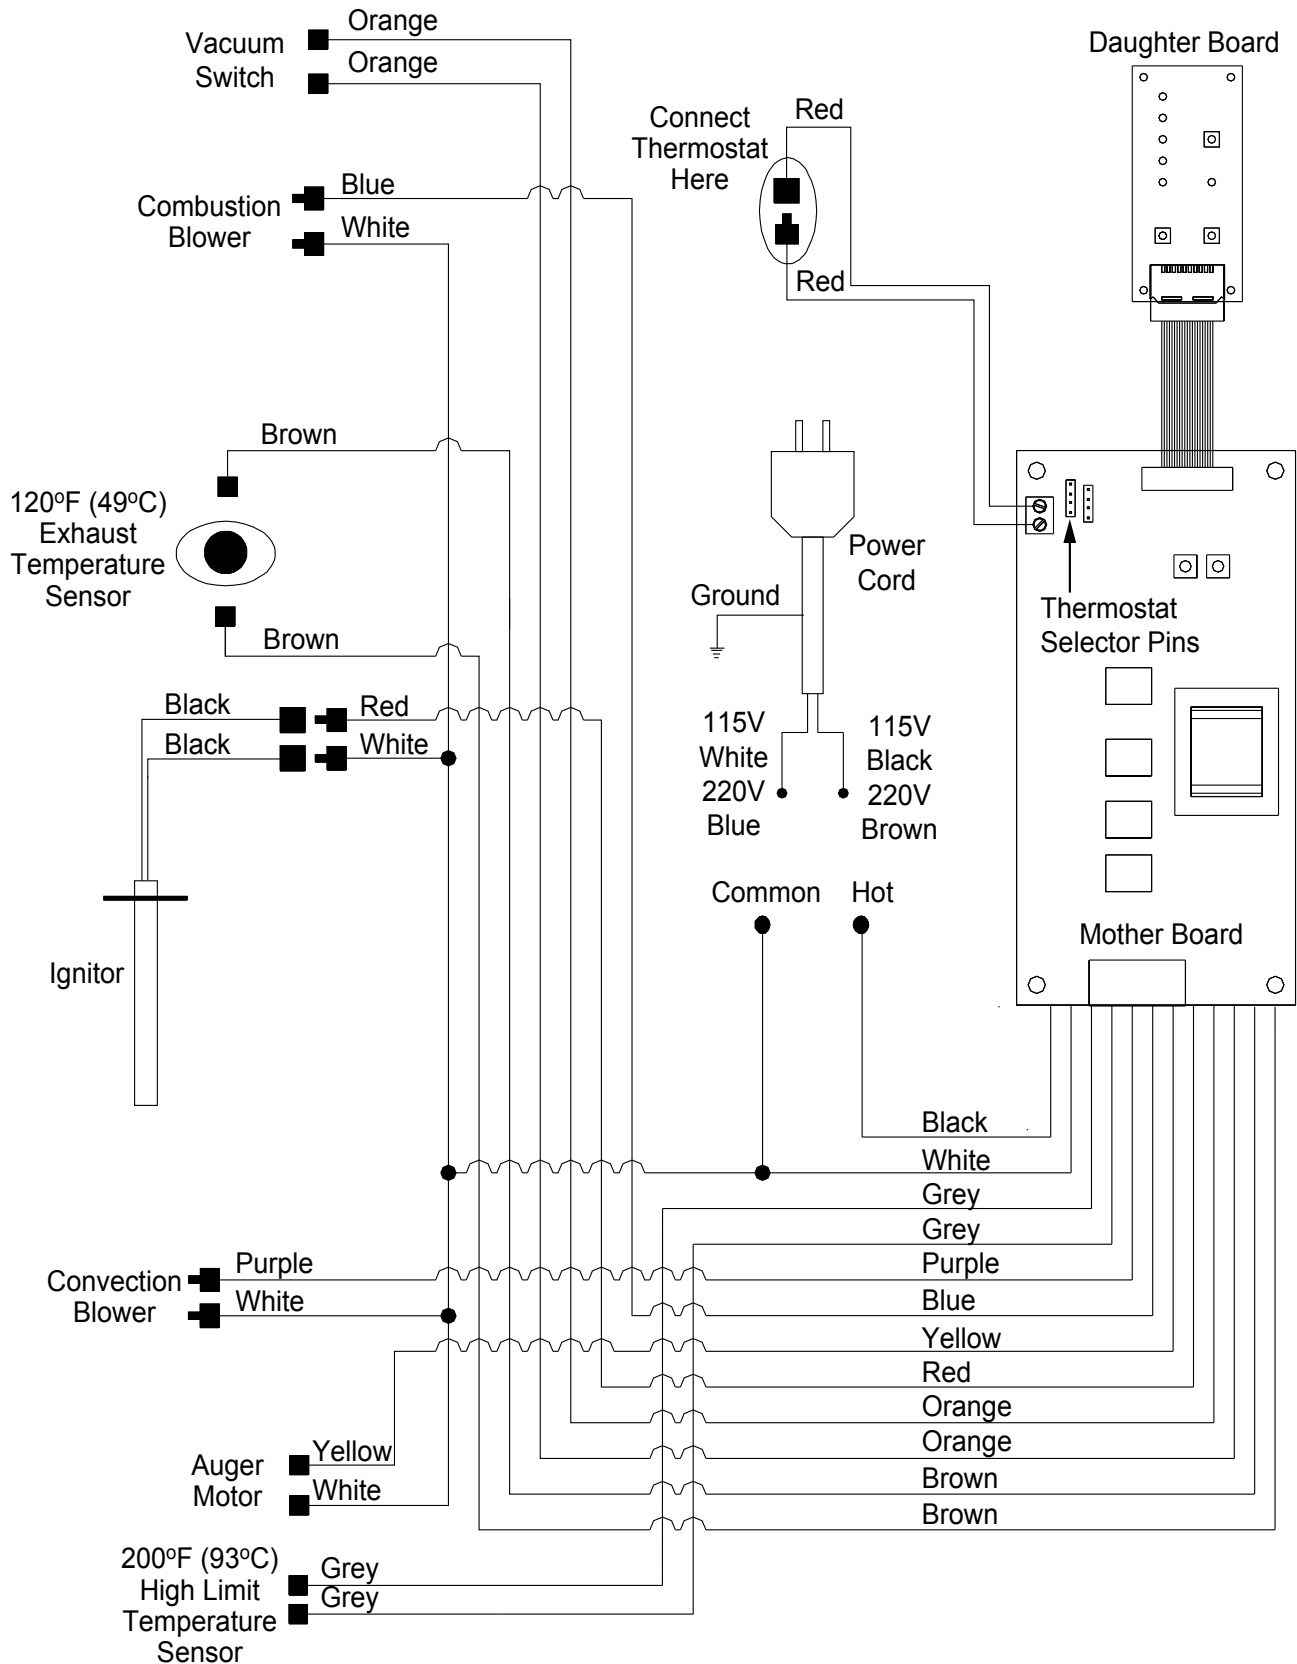 Orange
Vacuum
Switch
Orange
Daughter Board
Connect
Thermostat
Here
Red
Red
Combustion
Blower
Blue
White
Brown
120ºF (49ºC)
Exhaust
Temperature
Sensor
Brown
Power
Cord
Ground
Thermostat
Selector Pins
Black
Red
Black
White
115V
White
220V
Blue
115V
Black
220V
Brown
Common
Hot
Mother Board
Ignitor
Black
White
Grey
Grey
Purple
Blue
Yellow
Red
Orange
Orange
Brown
Brown
Convection
Blower
Purple
White
Auger
Motor
Yellow
White
200ºF (93ºC)
High Limit
Temperature
Sensor
Grey
Grey